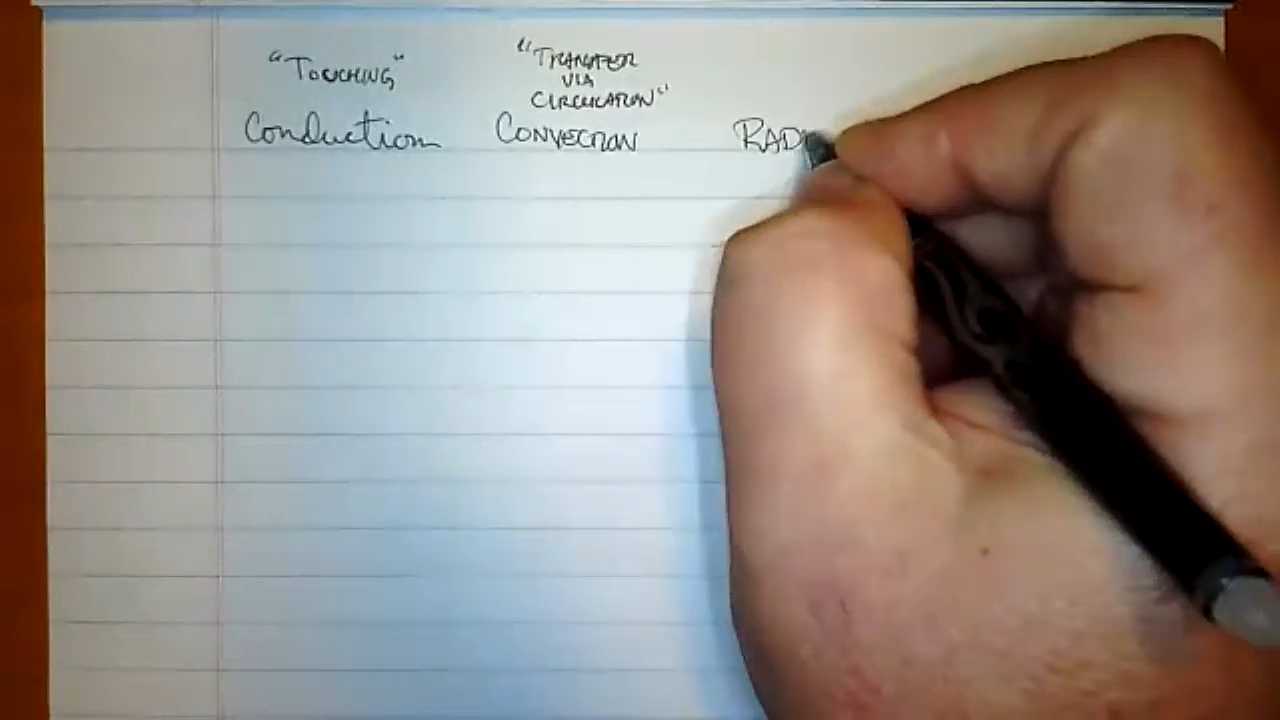 "TOUCHING"
Conduction
"TRANSFER
VIA
CIRCULATION"
CONVECTION
RAD